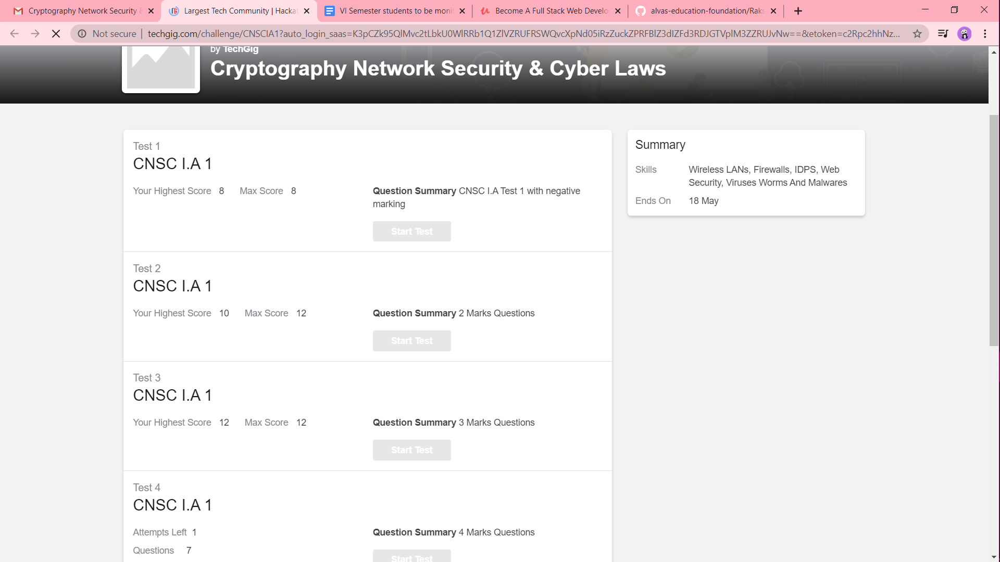 Cryptography Network Security &
Largest Tech Community | Hackat
VI Semester students to be moni
Become A Full Stack Web Develo
alvas-education-foundation/Raks
Not secure
techgig.com/challenge/CNSCIA1?auto_login_saas=K3pCZk95QlMvc2tLbkU0WlRRb1Q1ZlVZRUFRSWQvcXpNd05iRzZuckZPRFBlZ3dIZFd3RDJGTVplM3ZZRUJvNw==&etoken=c2Rpc2hhNz...
by TechGig
Cryptography Network Security & Cyber Laws
Test 1
CNSC I.A 1
Your Highest Score 8 Max Score 8
Question Summary CNSC I.A Test 1 with negative
marking
Start Test
Test 2
CNSC I.A 1
Your Highest Score 10 Max Score 12
Question Summary 2 Marks Questions
Start Test
Test 3
CNSC I.A 1
Your Highest Score 12 Max Score 12
Question Summary 3 Marks Questions
Start Test
Test 4
CNSC I.A 1
Attempts Left 1
Questions 7
Question Summary 4 Marks Questions
Start Test
Summary
Skills Wireless LANs, Firewalls, IDPS, Web
Security, Viruses Worms And Malwares
Ends On 18 May